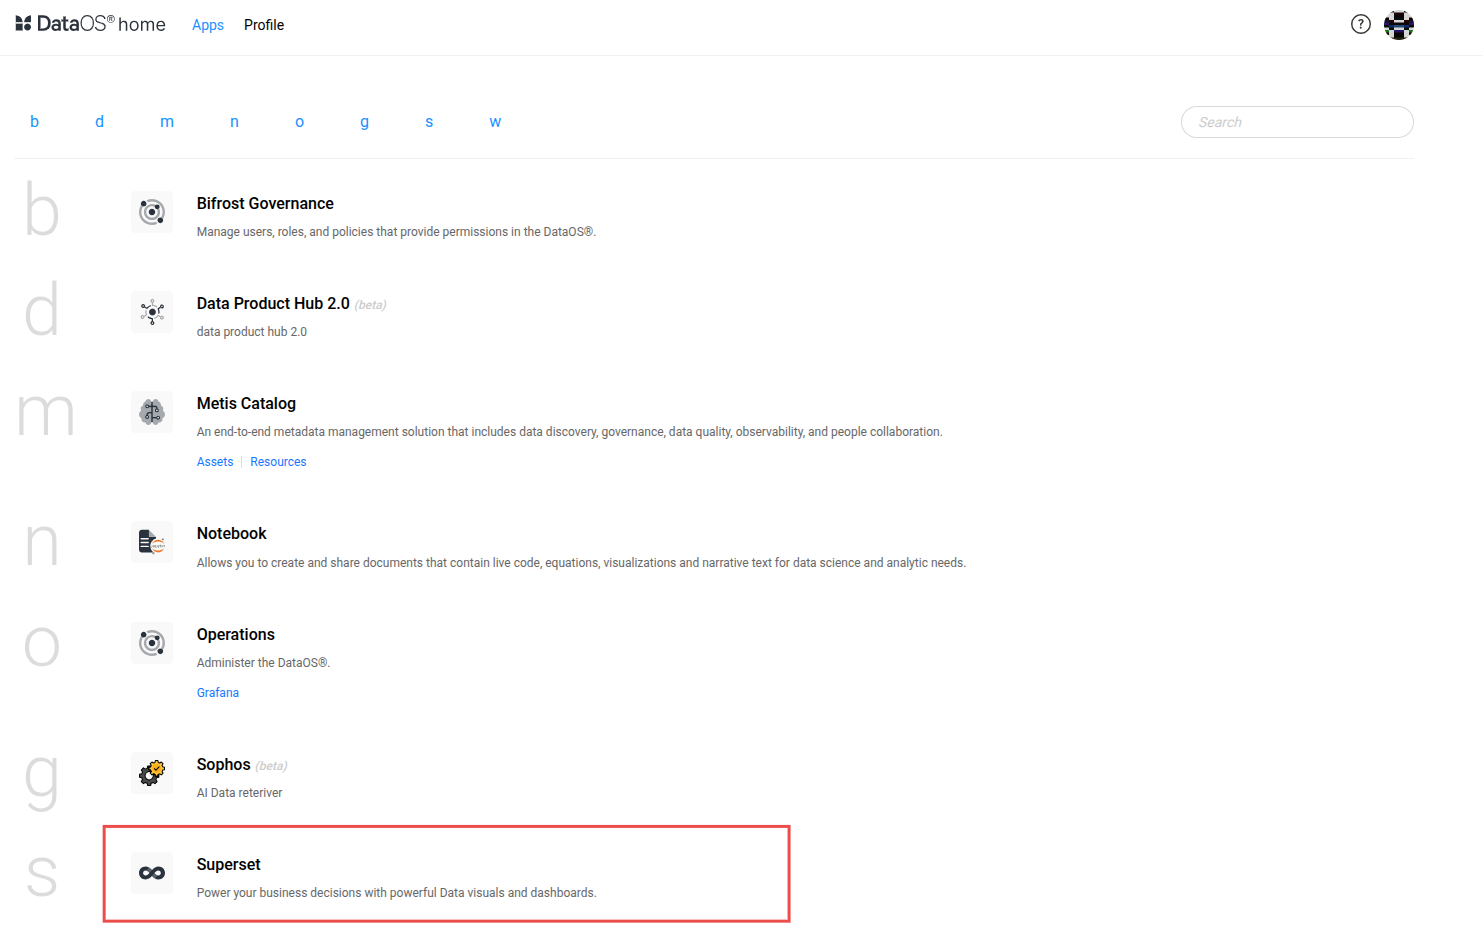 DataOS® home Apps Profile ?
b d m n o g s w Search
b
Bifrost Governance
Manage users, roles, and policies that provide permissions in the DataOS®.
d
Data Product Hub 2.0 (beta)
data product hub 2.0
m
Metis Catalog
An end-to-end metadata management solution that includes data discovery, governance, data quality, observability, and people collaboration.
Assets | Resources
n
Notebook
Allows you to create and share documents that contain live code, equations, visualizations and narrative text for data science and analytic needs.
o
Operations
Administer the DataOS®.
Grafana
g
Sophos (beta)
AI Data reteriver
s
Superset
Power your business decisions with powerful Data visuals and dashboards.